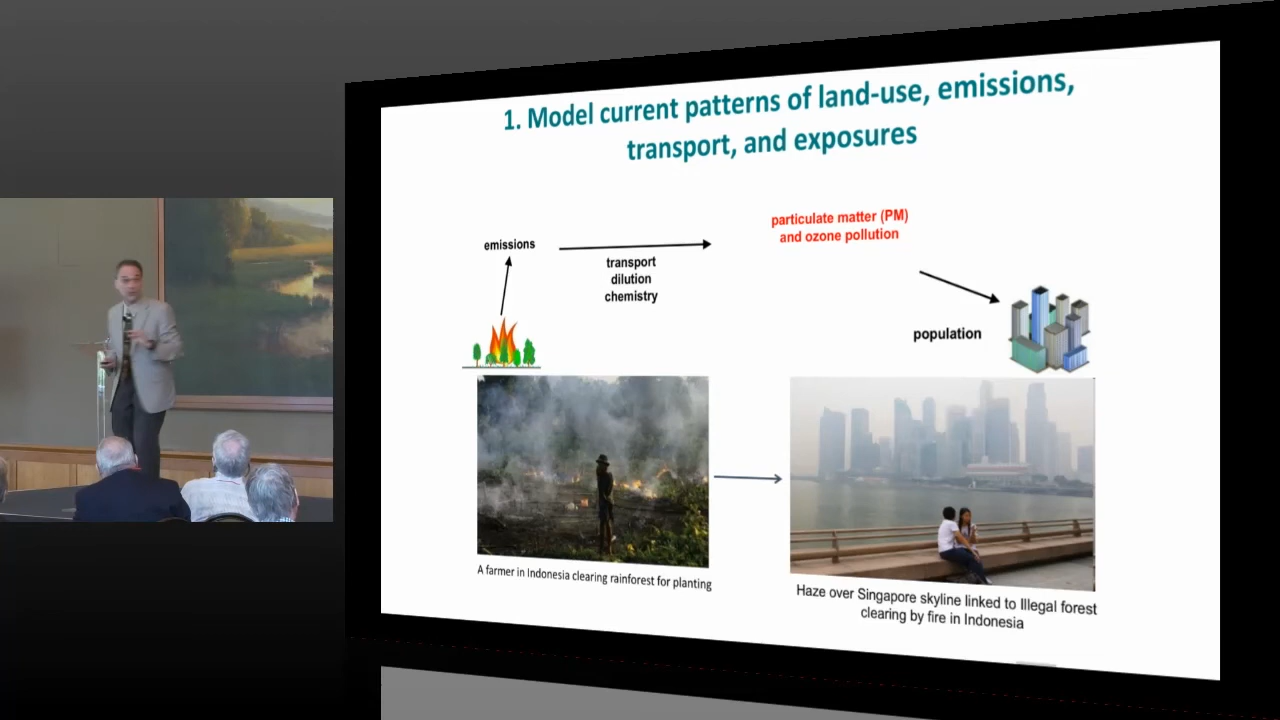 1. Model current patterns of land-use, emissions,
transport, and exposures
particulate matter (PM)
and ozone pollution
emissions
transport
dilution
chemistry
population
A farmer in Indonesia clearing rainforest for planting
Haze over Singapore skyline linked to Illegal forest
clearing by fire in Indonesia